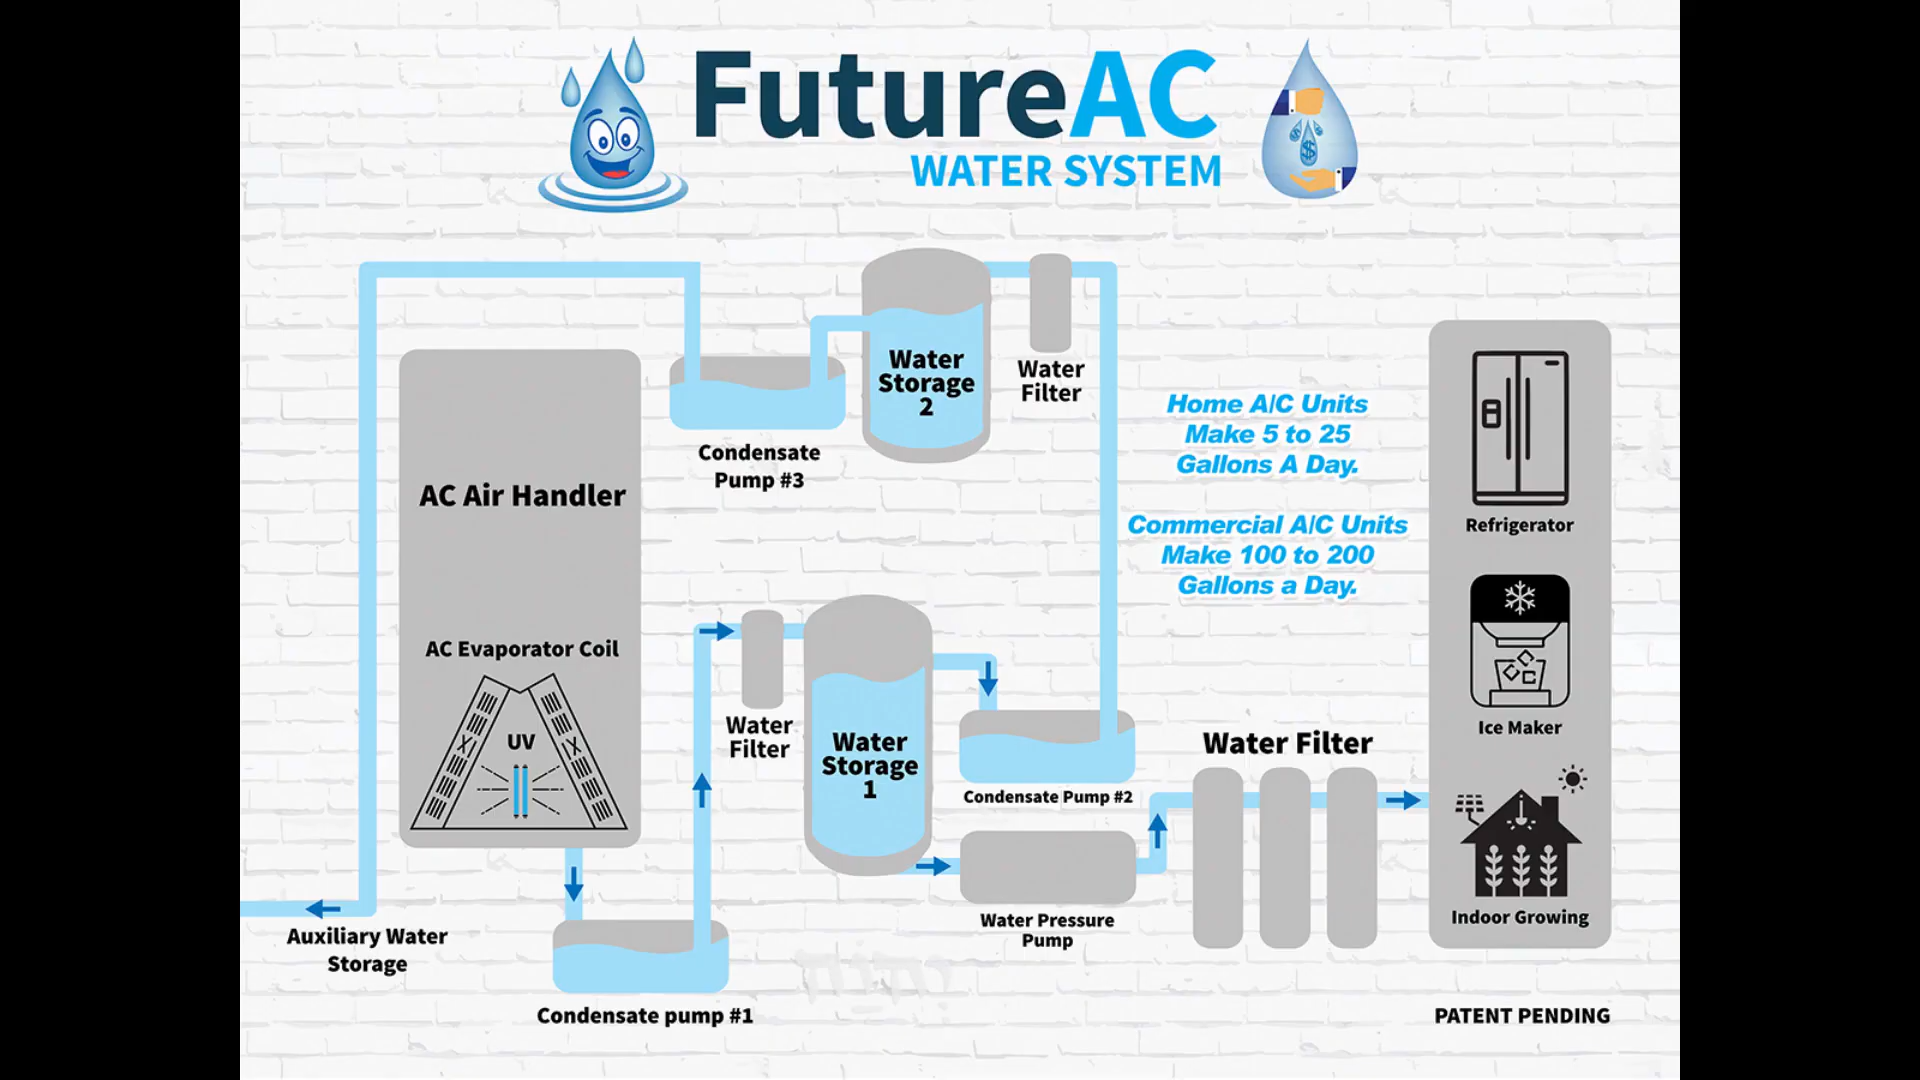 FutureAC
WATER SYSTEM
Water
Storage
2
Water
Filter
Condensate
Pump #3
Home A/C Units
Make 5 to 25
Gallons A Day.
Commercial A/C Units
Make 100 to 200
Gallons a Day.
AC Air Handler
AC Evaporator Coil
UV
Water
Filter
Water
Storage
1
Condensate Pump #2
Water Pressure
Pump
Water Filter
Refrigerator
Ice Maker
Indoor Growing
Auxiliary Water
Storage
Condensate pump #1
PATENT PENDING
$